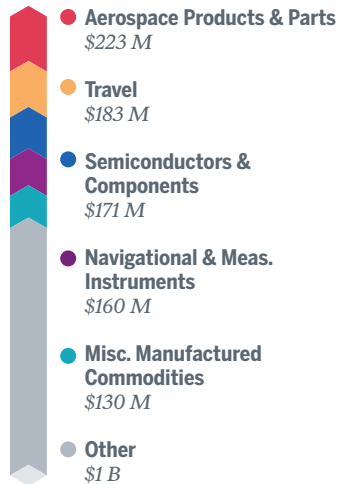 Aerospace Products & Parts
$223 M
Travel
$183 M
Semiconductors &
Components
$171 M
Navigational & Meas.
Instruments
$160 M
Misc. Manufactured
Commodities
$130 M
Other
$1 B